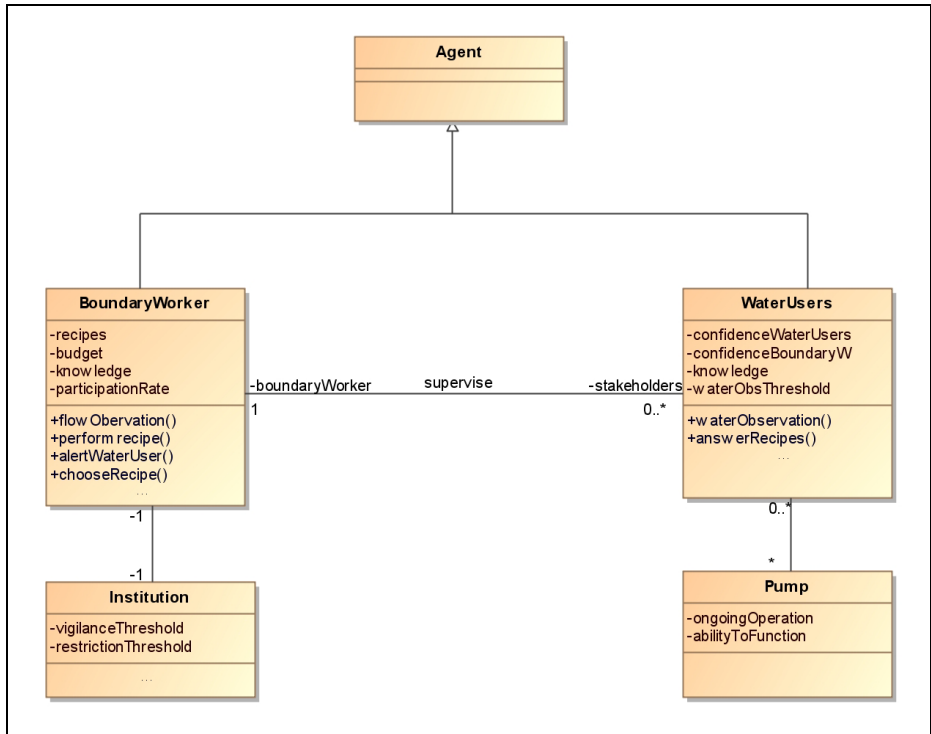 Agent
BoundaryWorker
-recipes
-budget
-knowledge
-participationRate
+flowObervation()
+perform recipe()
+alertWaterUser()
+chooseRecipe()
...
-boundaryWorker
1
supervise
-stakeholders
0..*
WaterUsers
-confidenceWaterUsers
-confidenceBoundaryW
-knowledge
-waterObsThreshold
+waterObservation()
+answerRecipes()
...
-1
-1
Institution
-vigilanceThreshold
-restrictionThreshold
...
0..*
*
Pump
-ongoingOperation
-abilityToFunction